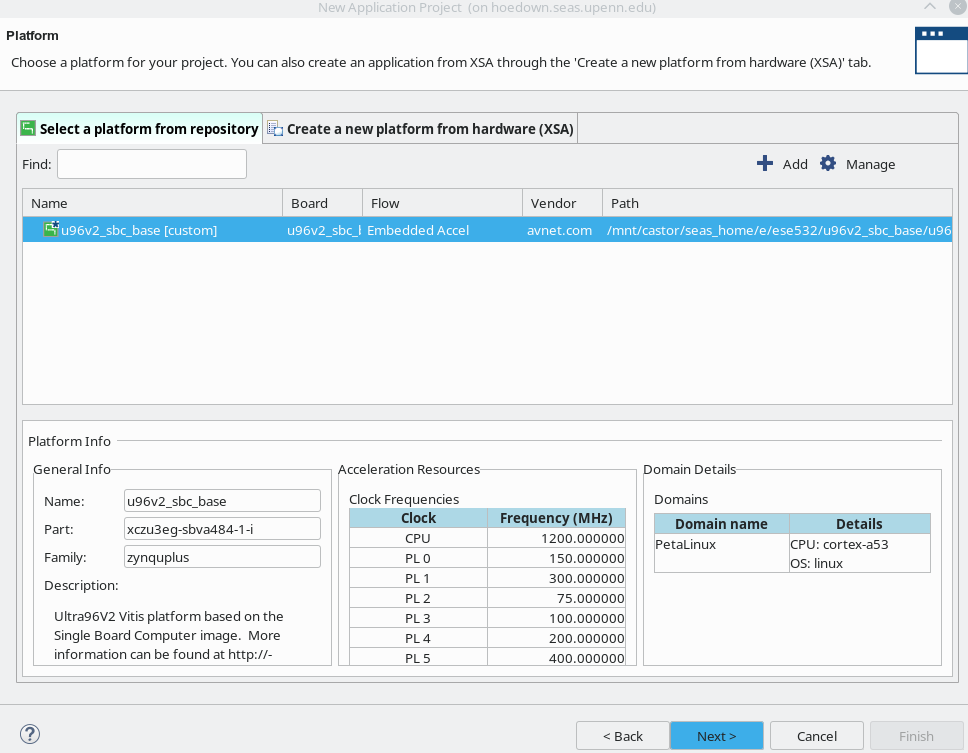 New Application Project (on hoedown.seas.upenn.edu)
Platform
Choose a platform for your project. You can also create an application from XSA through the 'Create a new platform from hardware (XSA)' tab.
Select a platform from repository
Create a new platform from hardware (XSA)
Find:
Add
Manage
Name Board Flow Vendor Path
u96v2_sbc_base [custom] u96v2_sbc_l Embedded Accel avnet.com /mnt/castor/seas_home/e/ese532/u96v2_sbc_base/u96
Platform Info
General Info
Name: u96v2_sbc_base
Part: xczu3eg-sbva484-1-i
Family: zynquplus
Description:
Ultra96V2 Vitis platform based on the
Single Board Computer image. More
information can be found at http://-
Acceleration Resources
Clock Frequencies
Clock Frequency (MHz)
CPU 1200.000000
PL 0 150.000000
PL 1 300.000000
PL 2 75.000000
PL 3 100.000000
PL 4 200.000000
PL 5 400.000000
Domain Details
Domains
Domain name Details
PetaLinux CPU: cortex-a53
OS: linux
?
< Back
Next >
Cancel
Finish